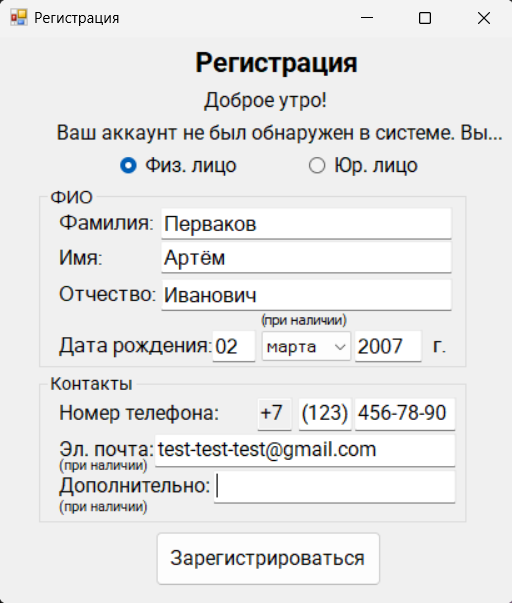 Регистрация
Регистрация
Доброе утро!
Ваш аккаунт не был обнаружен в системе. Вы...
Физ. лицо Юр. лицо
ФИО
Фамилия: Перваков
Имя: Артём
Отчество: Иванович
(при наличии)
Дата рождения: 02 марта 2007 г.
Контакты
Номер телефона: +7 (123) 456-78-90
Эл. почта: test-test-test@gmail.com
(при наличии)
Дополнительно:
(при наличии)
Зарегистрироваться